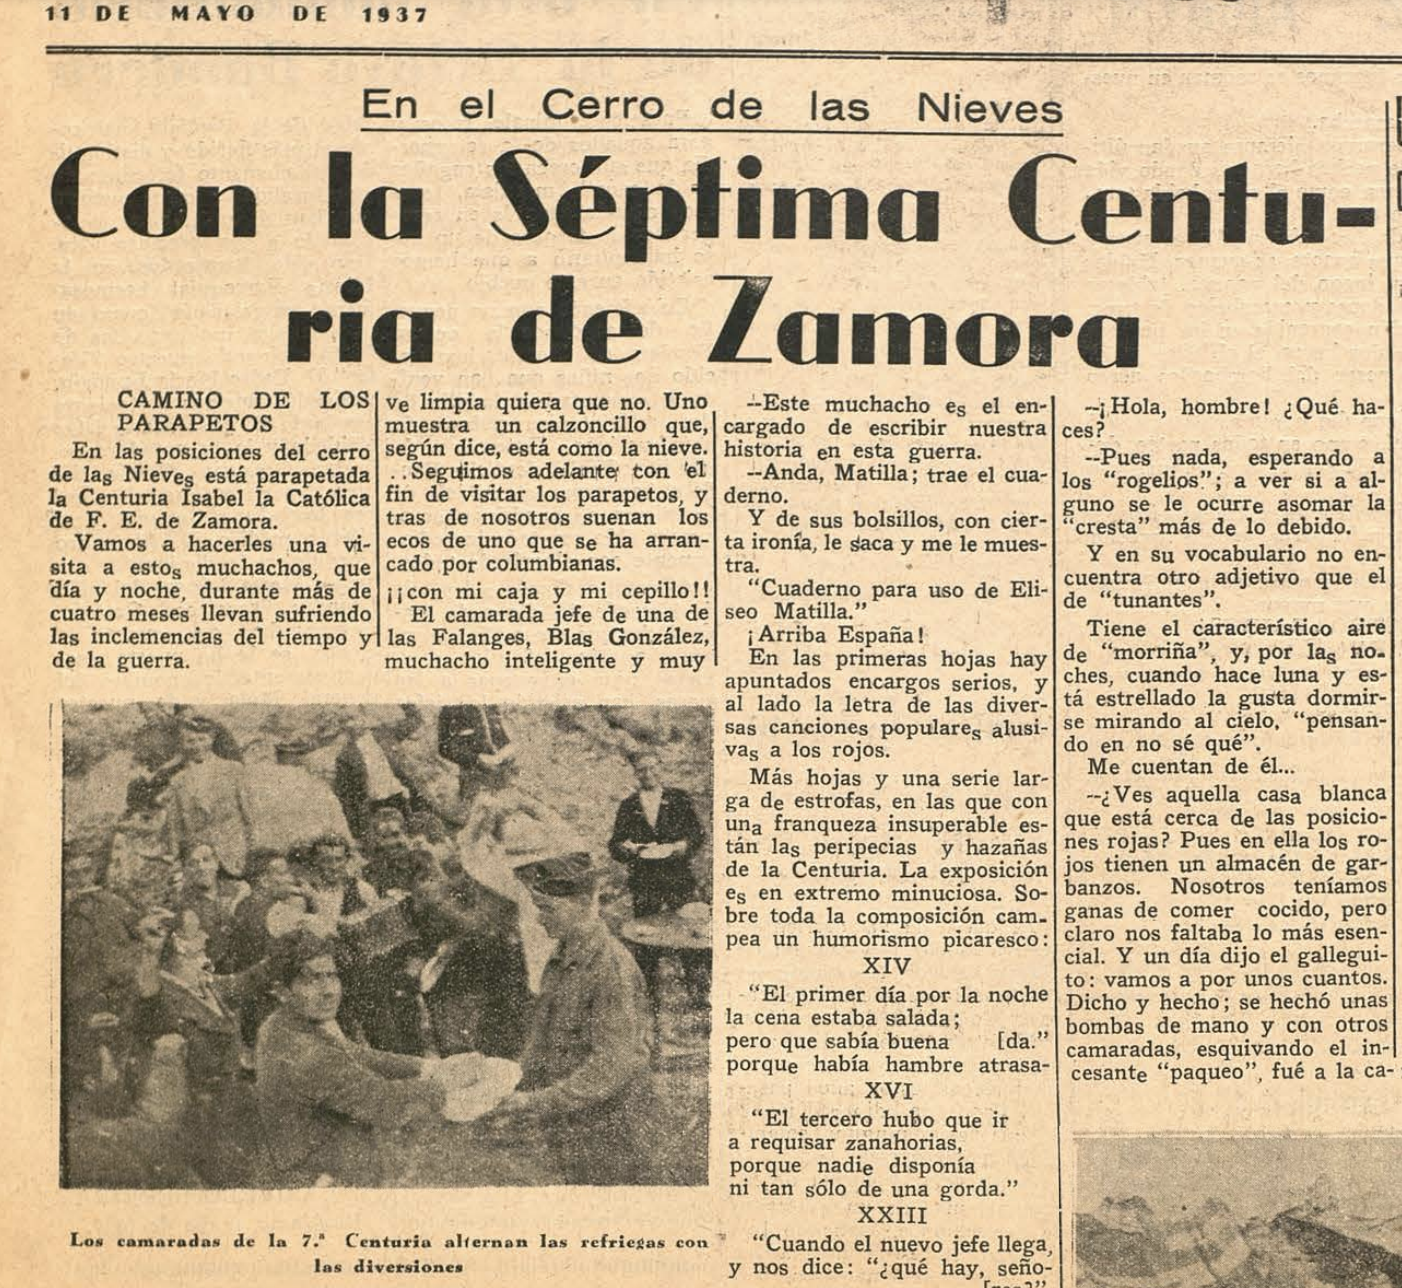 11 DE MAYO DE 1937
En el Cerro de las Nieves
Con la Séptima Centu-
ria de Zamora
CAMINO DE LOS
PARAPETOS
En las posiciones del cerro
de las Nieves está parapetada
la Centuria Isabel la Católica
de F. E. de Zamora.
Vamos a hacerles una vi-
sita a estos muchachos, que
día y noche, durante más de
cuatro meses llevan sufriendo
las inclemencias del tiempo y
de la guerra.
ve limpia quiera que no. Uno
muestra un calzoncillo que,
según dice, está como la nieve.
Seguimos adelante con el
fin de visitar los parapetos, y
tras de nosotros suenan los
ecos de uno que se ha arran-
cado por columbianas.
¡¡con mi caja y mi cepillo!!
El camarada jefe de una de
las Falanges, Blas González,
muchacho inteligente y muy
Los camaradas de la 7.ª Centuria alternan las refriegas con
las diversiones
--Este muchacho es el en-
cargado de escribir nuestra
historia en esta guerra.
--Anda, Matilla; trae el cua-
derno.
Y de sus bolsillos, con cier-
ta ironía, le saca y me le mues-
tra.
"Cuaderno para uso de Eli-
seo Matilla."
¡Arriba España!
En las primeras hojas hay
apuntados encargos serios, y
al lado la letra de las diver-
sas canciones populares alusi-
vas a los rojos.
Más hojas y una serie lar-
ga de estrofas, en las que con
una franqueza insuperable es-
tán las peripecias y hazañas
de la Centuria. La exposición
es en extremo minuciosa. So-
bre toda la composición cam-
pea un humorismo picaresco:
XIV
"El primer día por la noche
la cena estaba salada;
pero que sabía buena [da."
porque había hambre atrasa-
XVI
"El tercero hubo que ir
a requisar zanahorias,
porque nadie disponía
ni tan sólo de una gorda."
XXIII
"Cuando el nuevo jefe llega,
y nos dice: "¿qué hay, seño-
--¡Hola, hombre! ¿Qué ha-
ces?
--Pues nada, esperando a
los "rogelios"; a ver si a al-
guno se le ocurre asomar la
"cresta" más de lo debido.
Y en su vocabulario no en-
cuentra otro adjetivo que el
de "tunantes".
Tiene el característico aire
de "morriña", y, por las no-
ches, cuando hace luna y es-
tá estrellado la gusta dormir-
se mirando al cielo, "pensan-
do en no sé qué".
Me cuentan de él...
--¿Ves aquella casa blanca
que está cerca de las posicio-
nes rojas? Pues en ella los ro-
jos tienen un almacén de gar-
banzos. Nosotros teníamos
ganas de comer cocido, pero
claro nos faltaba lo más esen-
cial. Y un día dijo el gallegui-
to: vamos a por unos cuantos.
Dicho y hecho; se hechó unas
bombas de mano y con otros
camaradas, esquivando el in-
cesante "paqueo", fué a la ca-